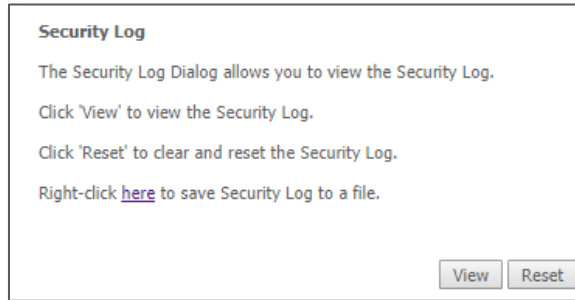 Security Log
The Security Log Dialog allows you to view the Security Log.
Click 'View' to view the Security Log.
Click 'Reset' to clear and reset the Security Log.
Right-click here to save Security Log to a file.
View Reset